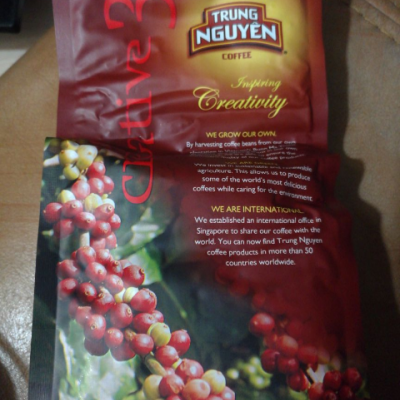 TRUNG
NGUYÊN
COFFEE
Inspiring
Creativity
WE GROW OUR OWN.
By harvesting coffee beans from our own
agriculture. This allows us to produce
some of the world's most delicious
coffees while caring for the environment.
WE ARE INTERNATIONAL.
We established an international office in
Singapore to share our coffee with the
world. You can now find Trung Nguyen
coffee products in more than 50
countries worldwide.
ative 3